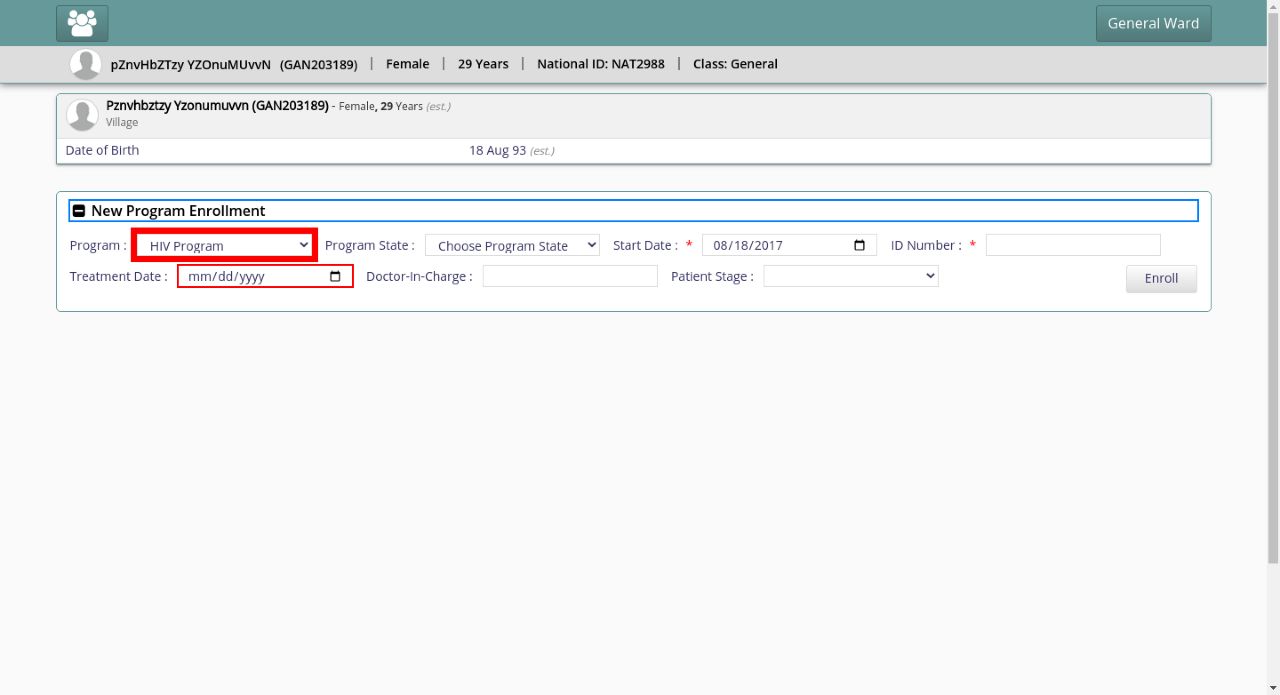 General Ward
pZnvHbZTzy YZOnuMUvvN (GAN203189) | Female | 29 Years | National ID: NAT2988 | Class: General
Pznvhbztzy Yzonumuvvn (GAN203189) - Female, 29 Years (est.)
Village
Date of Birth 18 Aug 93 (est.)
New Program Enrollment
Program : HIV Program Program State : Choose Program State Start Date : * 08/18/2017 ID Number : *
Treatment Date : mm/dd/yyyy Doctor-In-Charge : Patient Stage : Enroll